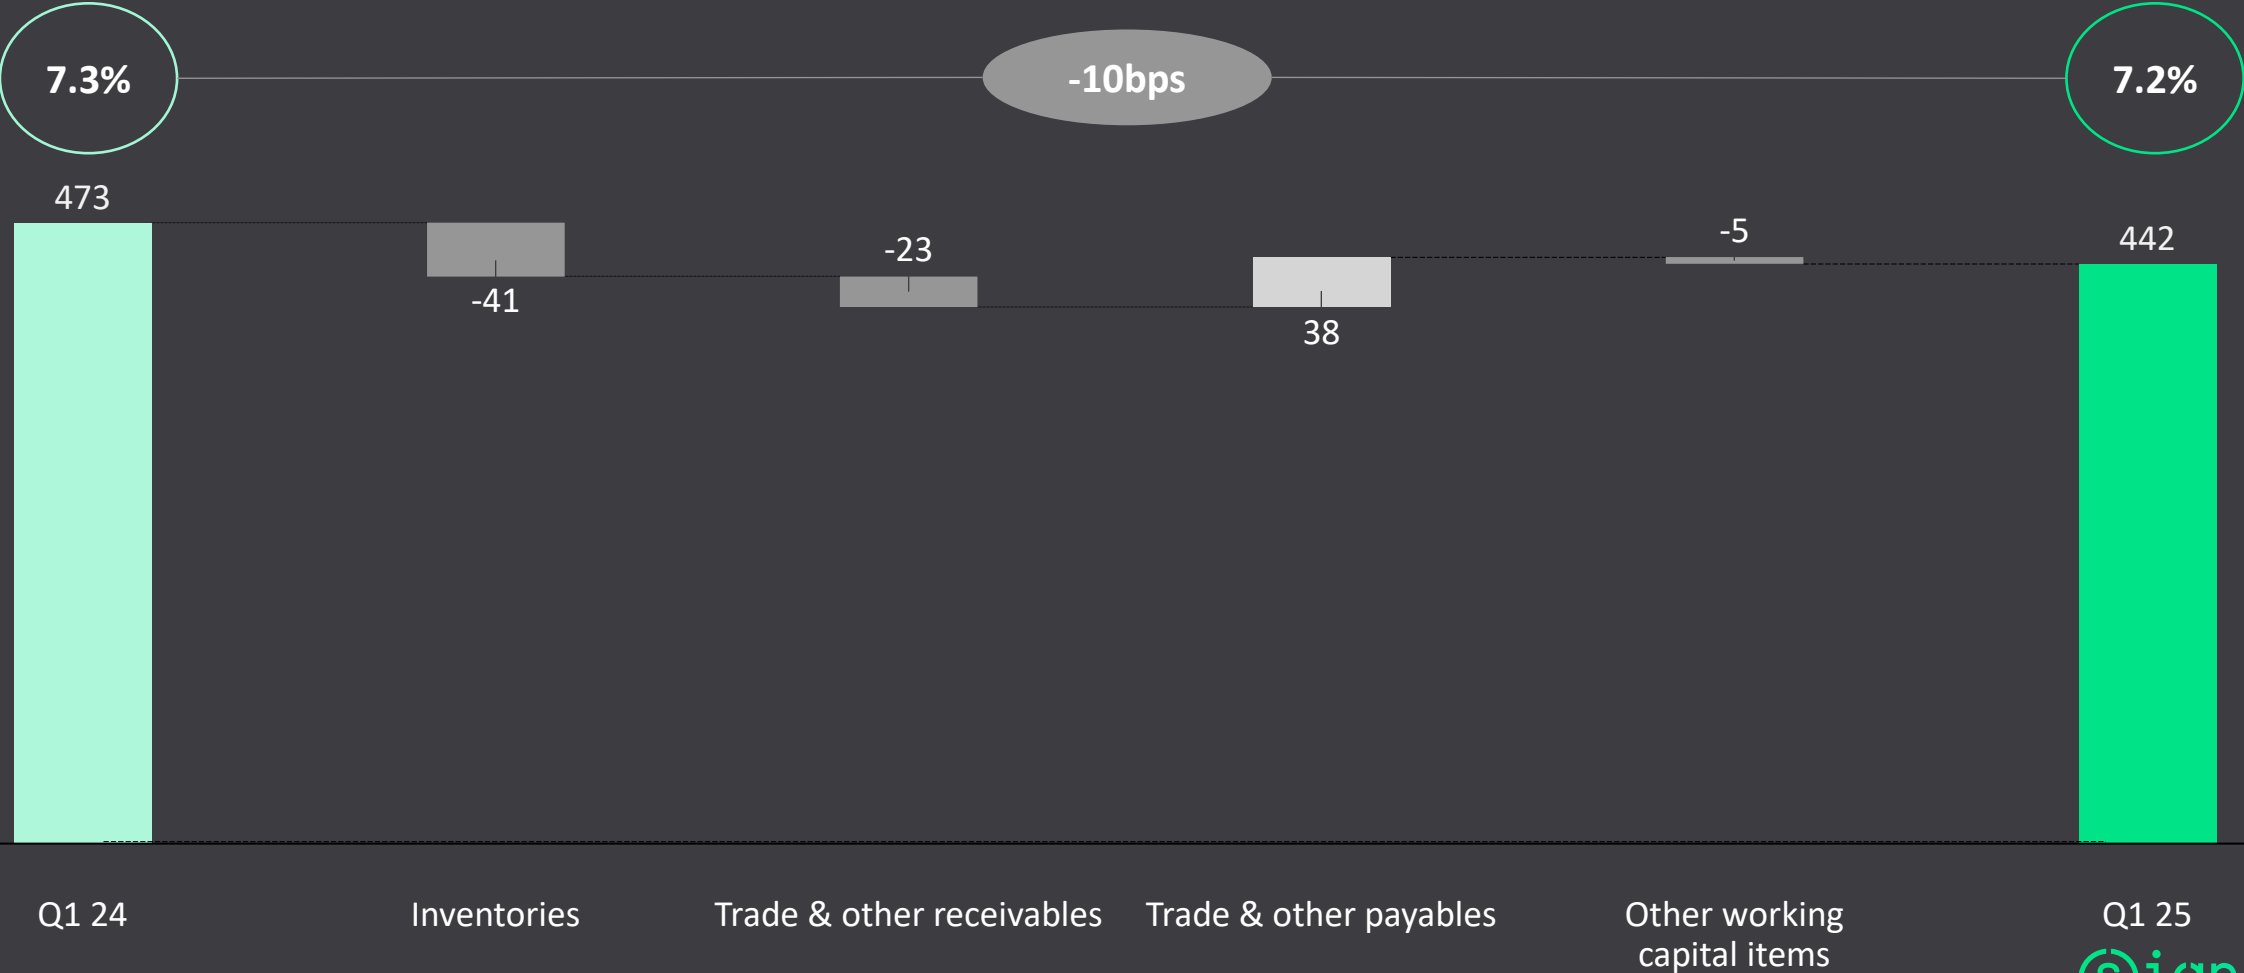 7.3%
-10bps
7.2%
473
-41
-23
38
-5
442
Q1 24
Inventories
Trade & other receivables
Trade & other payables
Other working
capital items
Q1 25